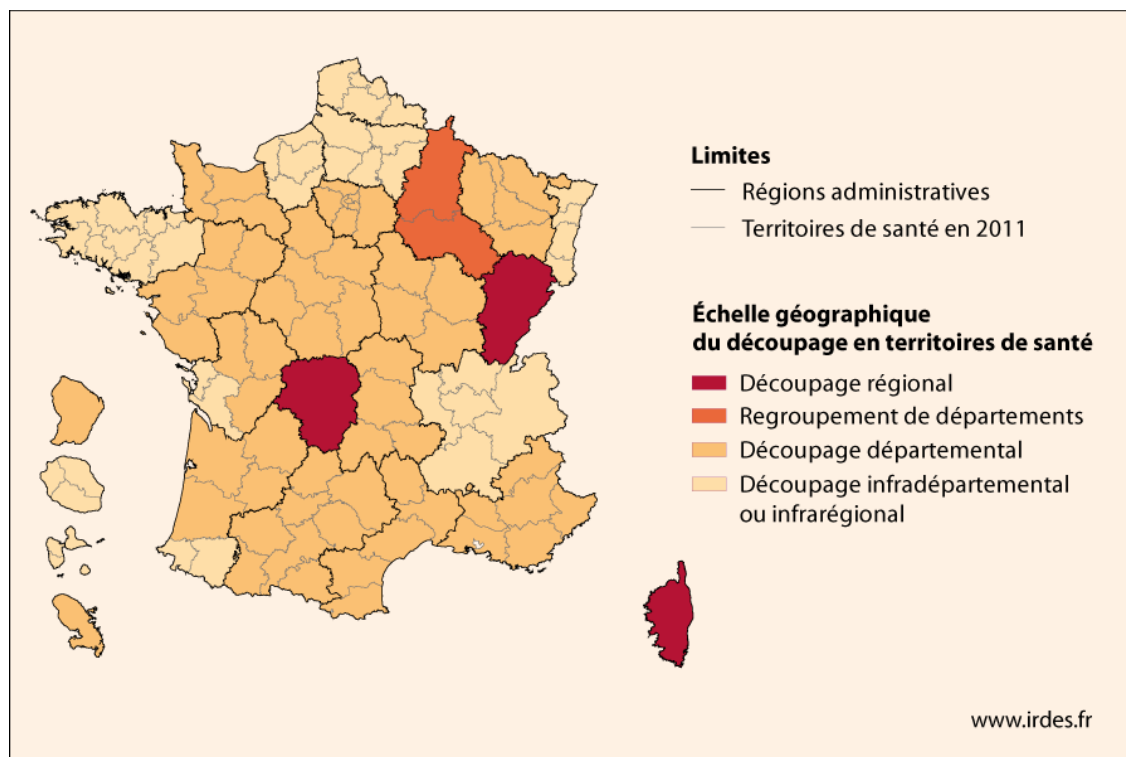 Limites
Régions administratives
Territoires de santé en 2011
Échelle géographique
du découpage en territoires de santé
Découpage régional
Regroupement de départements
Découpage départemental
Découpage infradépartemental
ou infrarégional
www.irdes.fr